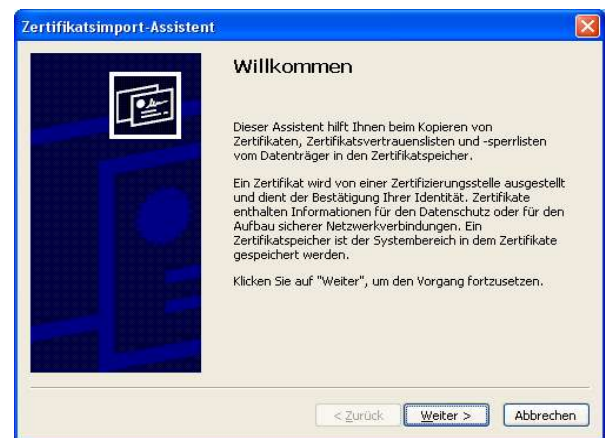 Zertifikatsimport-Assistent
Willkommen
Dieser Assistent hilft Ihnen beim Kopieren von
Zertifikaten, Zertifikatsvertrauenslisten und -sperrlisten
vom Datenträger in den Zertifikatspeicher.
Ein Zertifikat wird von einer Zertifizierungsstelle ausgestellt
und dient der Bestätigung Ihrer Identität. Zertifikate
enthalten Informationen für den Datenschutz oder für den
Aufbau sicherer Netzwerkverbindungen. Ein
Zertifikatspeicher ist der Systembereich in dem Zertifikate
gespeichert werden.
Klicken Sie auf "Weiter", um den Vorgang fortzusetzen.
< Zurück Weiter > Abbrechen